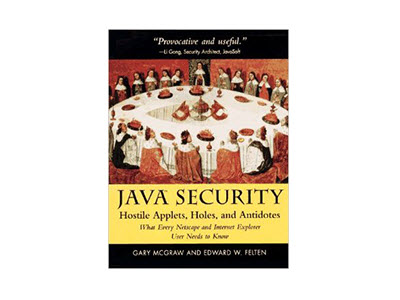 "Provocative and useful."
—Li Gong, Security Architect, JavaSoft
JAVA SECURITY
Hostile Applets, Holes, and Antidotes
What Every Netscape and Internet Explorer
User Needs to Know
GARY MCGRAW AND EDWARD W. FELTEN